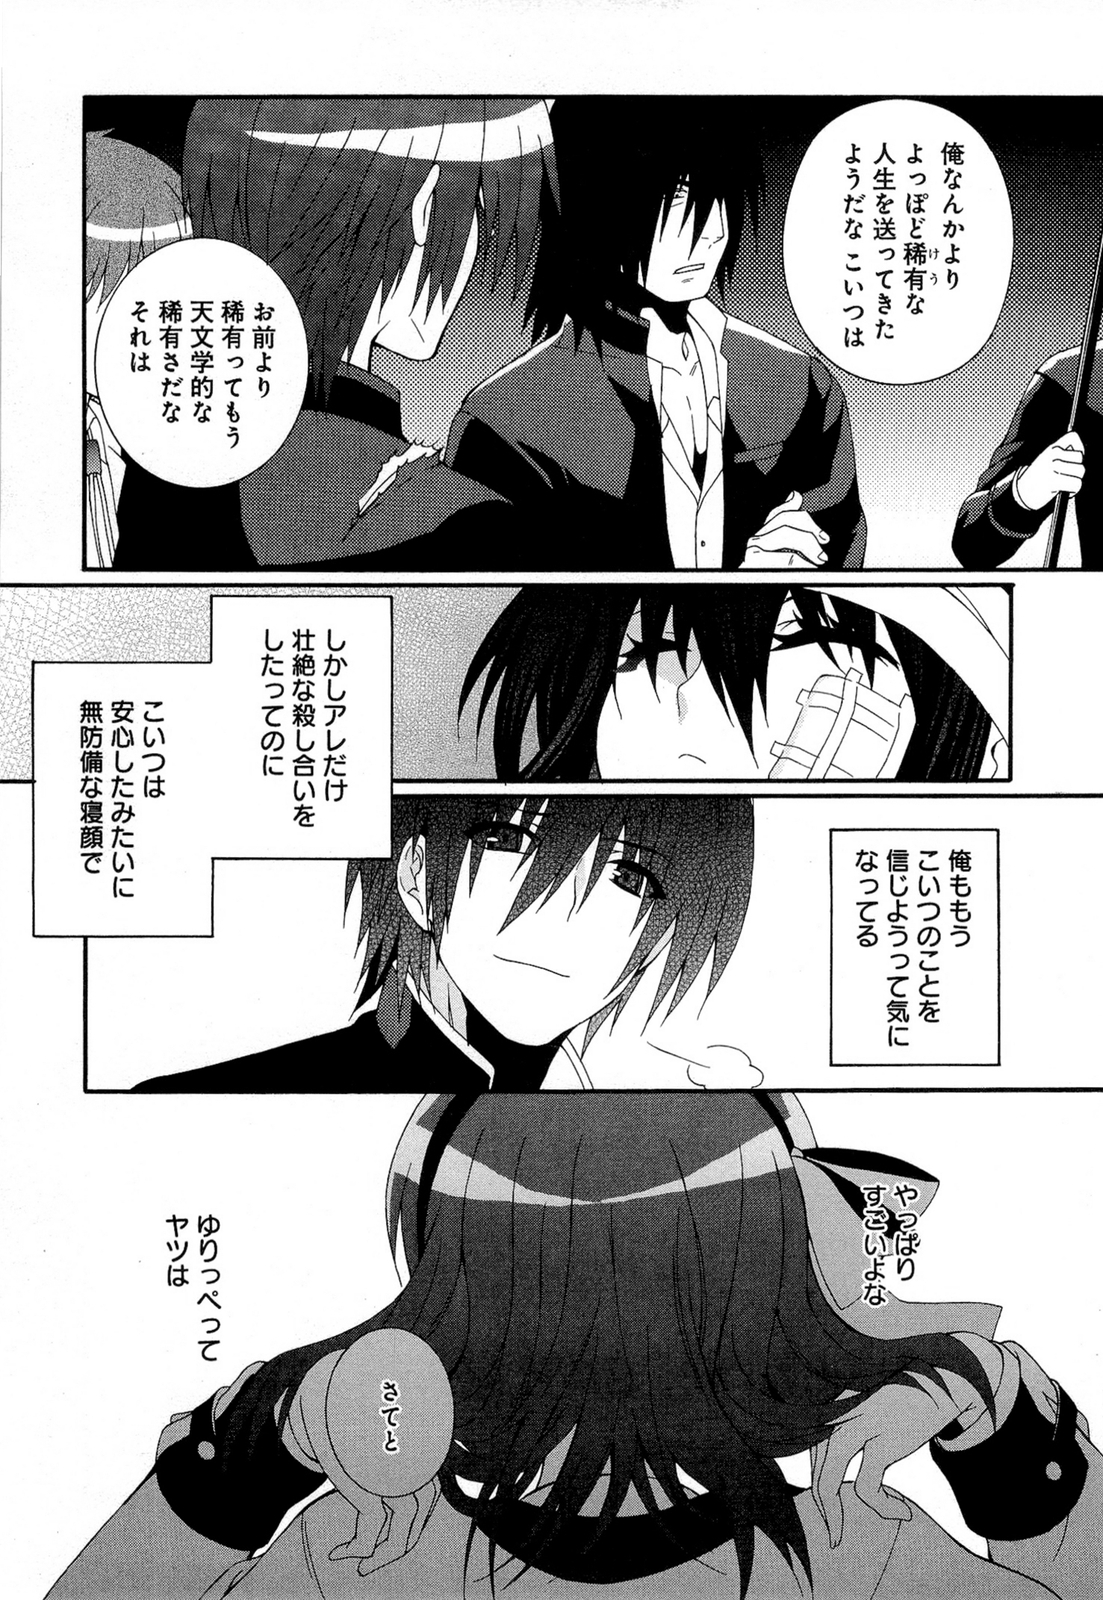 俺なんかより
よっぽど稀有な
けう
人生を送ってきた
ようだな こいつは
お前より
稀有ってもう
天文学的な
稀有さだな
それは
しかしアレだけ
壮絶な殺し合いを
したってのに
こいつは
安心したみたいに
無防備な寝顔で
俺ももう
こいつのことを
信じようって気に
なってる
やっぱり
すごいよな
ゆりっぺって
ヤツは
さてと